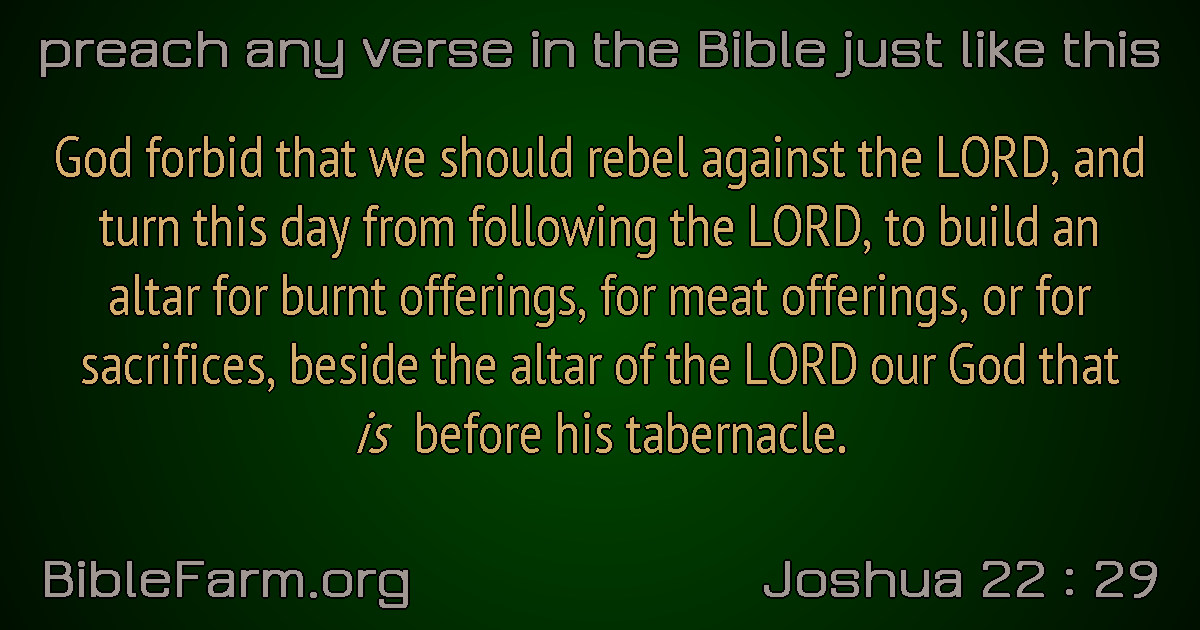 preach any verse in the Bible just like this
God forbid that we should rebel against the LORD, and
turn this day from following the LORD, to build an
altar for burnt offerings, for meat offerings, or for
sacrifices, beside the altar of the LORD our God that
is before his tabernacle.
BibleFarm.org
Joshua 22 : 29